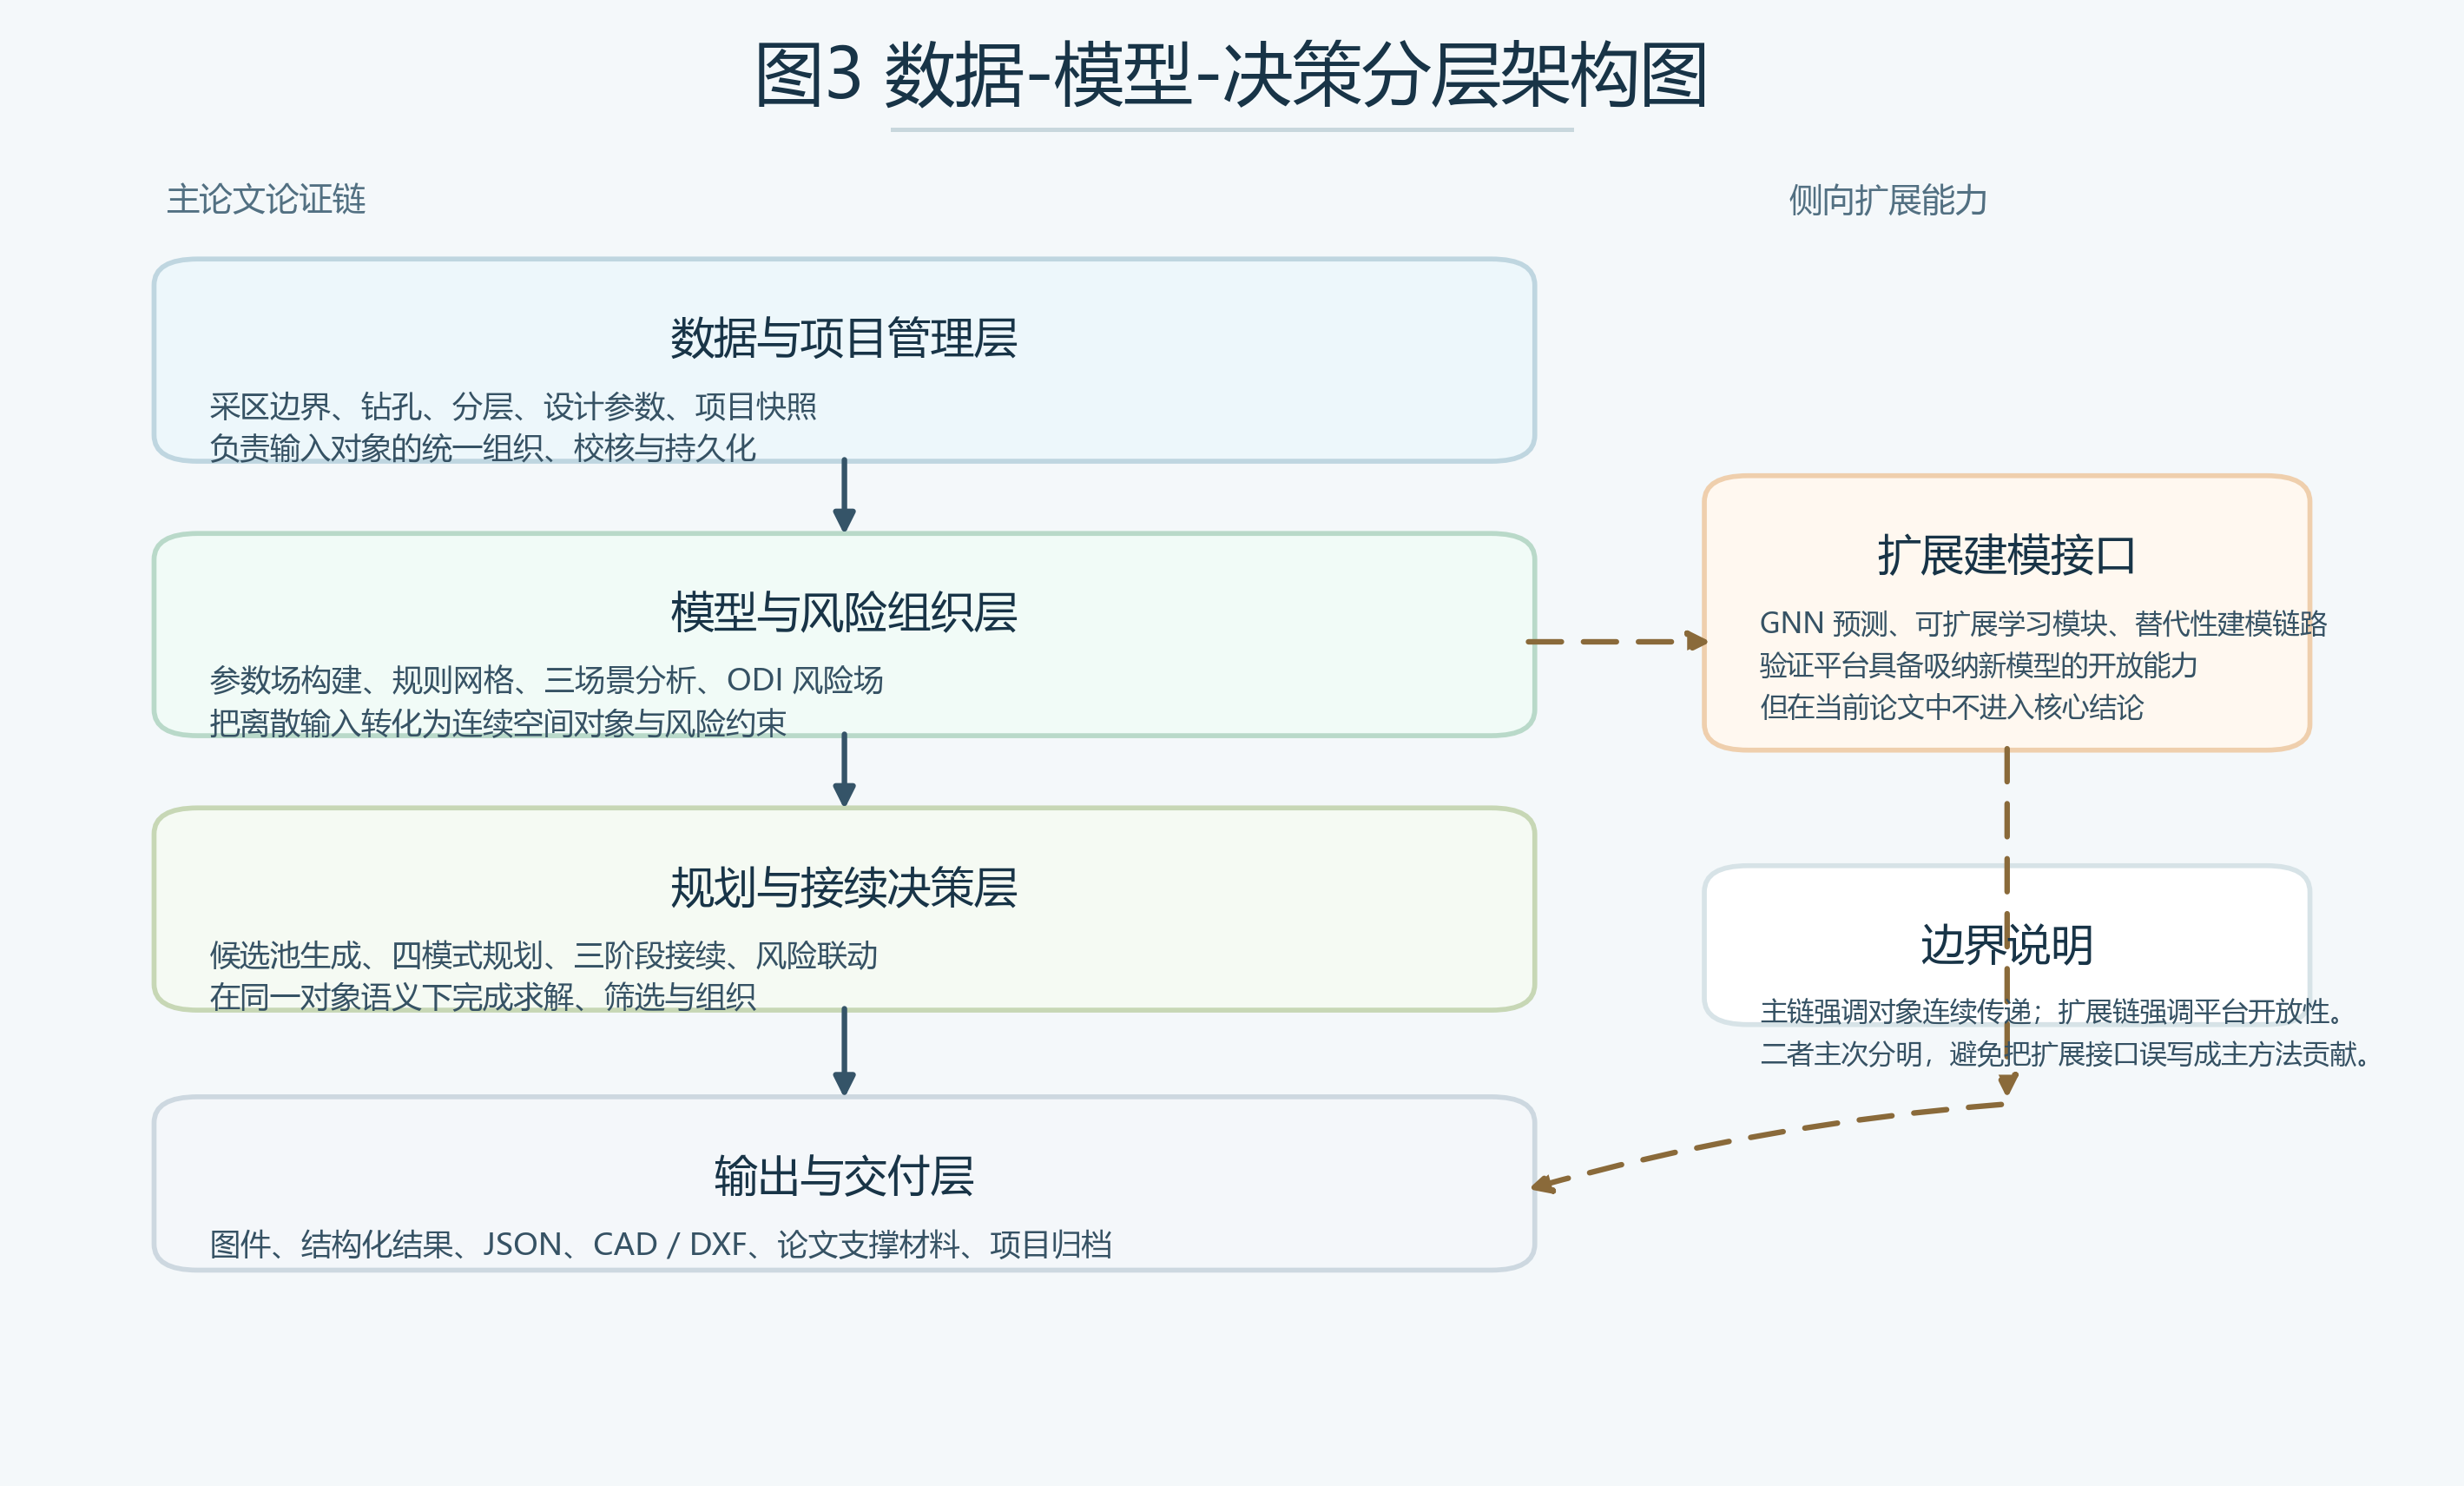 图3 数据-模型-决策分层架构图
主论文论证链
侧向扩展能力
数据与项目管理层
采区边界、钻孔、分层、设计参数、项目快照
负责输入对象的统一组织、校核与持久化
模型与风险组织层
参数场构建、规则网格、三场景分析、ODI 风险场
把离散输入转化为连续空间对象与风险约束
扩展建模接口
GNN 预测、可扩展学习模块、替代性建模链路
验证平台具备吸纳新模型的开放能力
但在当前论文中不进入核心结论
规划与接续决策层
候选池生成、四模式规划、三阶段接续、风险联动
在同一对象语义下完成求解、筛选与组织
边界说明
主链强调对象连续传递；扩展链强调平台开放性。
二者主次分明，避免把扩展接口误写成主方法贡献。
输出与交付层
图件、结构化结果、JSON、CAD / DXF、论文支撑材料、项目归档